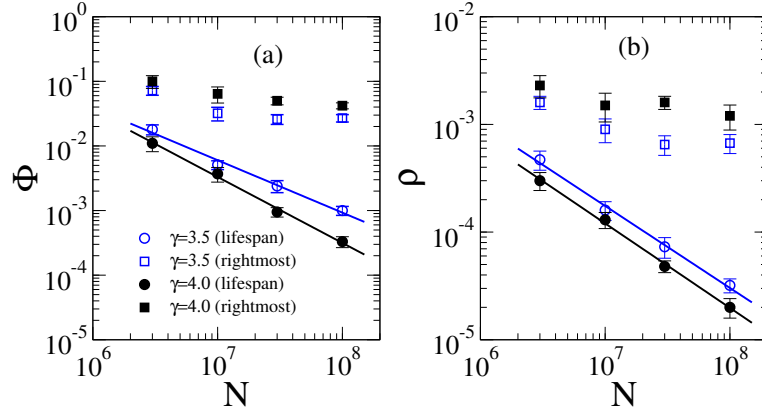 (a)
Φ
10^0
10^-1
10^-2
10^-3
10^-4
10^-5
γ=3.5 (lifespan)
γ=3.5 (rightmost)
γ=4.0 (lifespan)
γ=4.0 (rightmost)
10^6
10^7
10^8
N
(b)
ρ
10^-2
10^-3
10^-4
10^-5
10^6
10^7
10^8
N